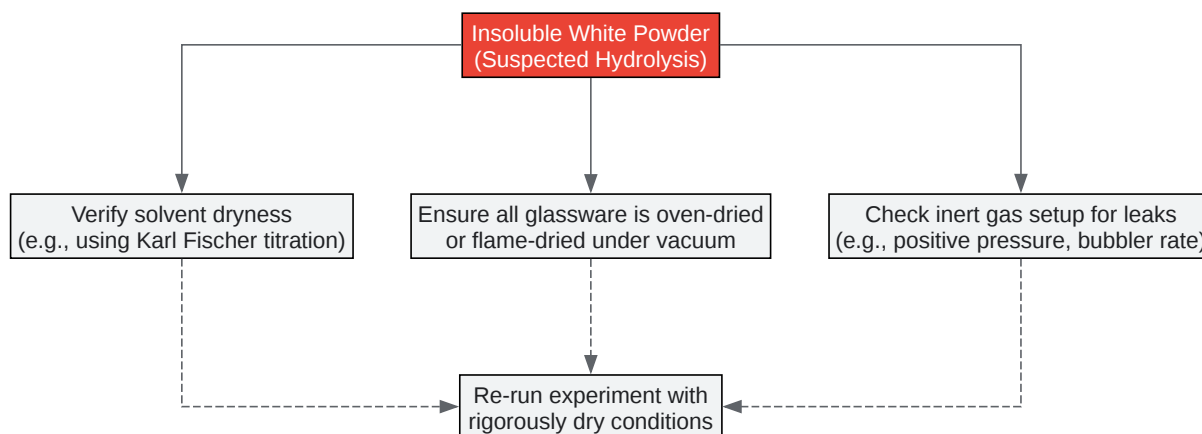 Insoluble White Powder
(Suspected Hydrolysis)
Verify solvent dryness
(e.g., using Karl Fischer titration)
Ensure all glassware is oven-dried
or flame-dried under vacuum
Check inert gas setup for leaks
(e.g., positive pressure, bubbler rate)
Re-run experiment with
rigorously dry conditions